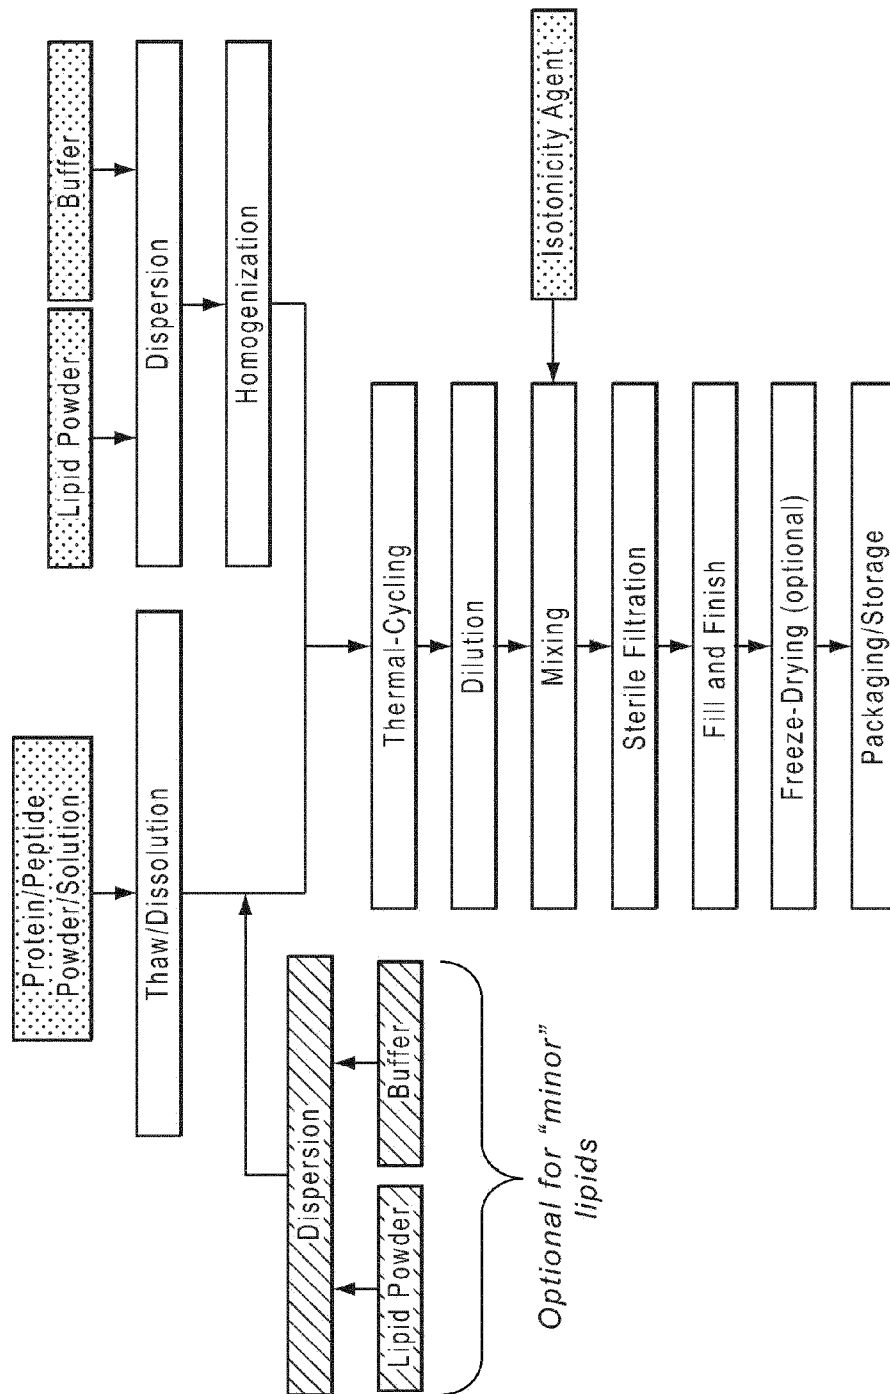 Protein/Peptide
Powder/Solution
Lipid Powder
Buffer
Thaw/Dissolution
Dispersion
Homogenization
Dispersion
Lipid Powder
Buffer
Optional for “minor”
lipids
Thermal-Cycling
Dilution
Mixing
Isotonicity Agent
Sterile Filtration
Fill and Finish
Freeze-Drying (optional)
Packaging/Storage